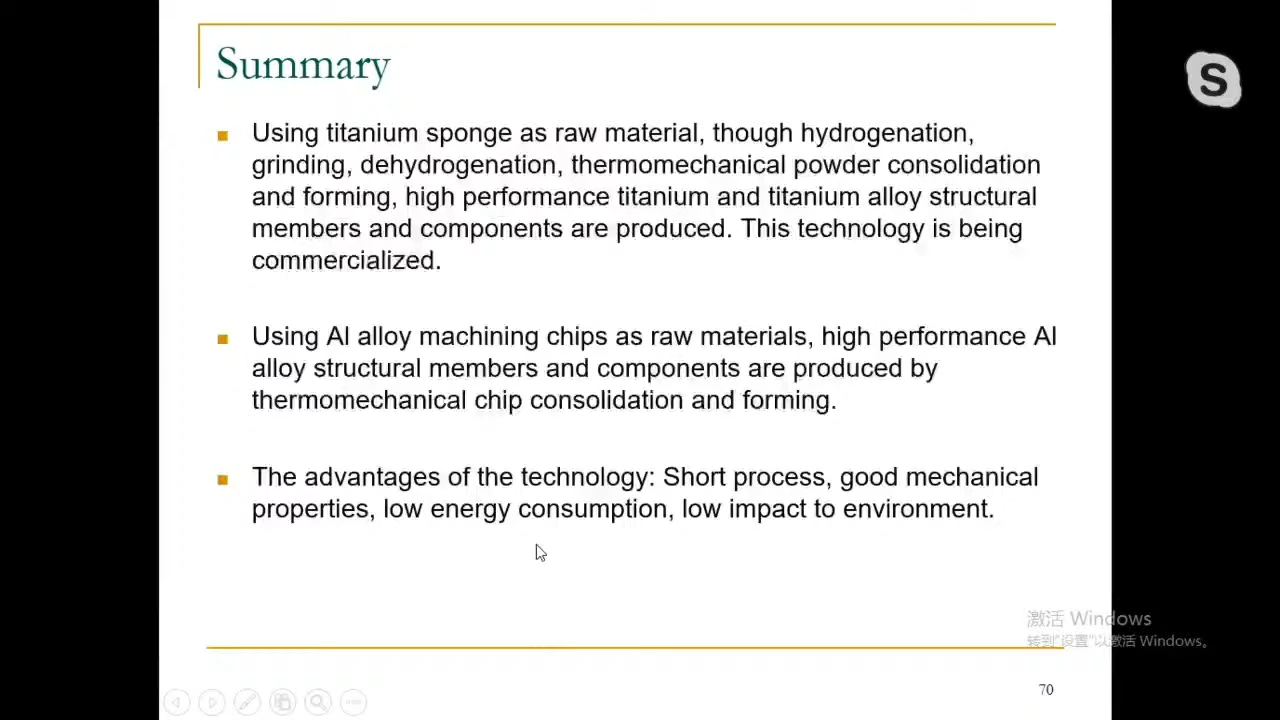 Summary
Using titanium sponge as raw material, though hydrogenation,
grinding, dehydrogenation, thermomechanical powder consolidation
and forming, high performance titanium and titanium alloy structural
members and components are produced. This technology is being
commercialized.
Using Al alloy machining chips as raw materials, high performance Al
alloy structural members and components are produced by
thermomechanical chip consolidation and forming.
The advantages of the technology: Short process, good mechanical
properties, low energy consumption, low impact to environment.
激活 Windows
转到"设置"以激活 Windows。
70
S